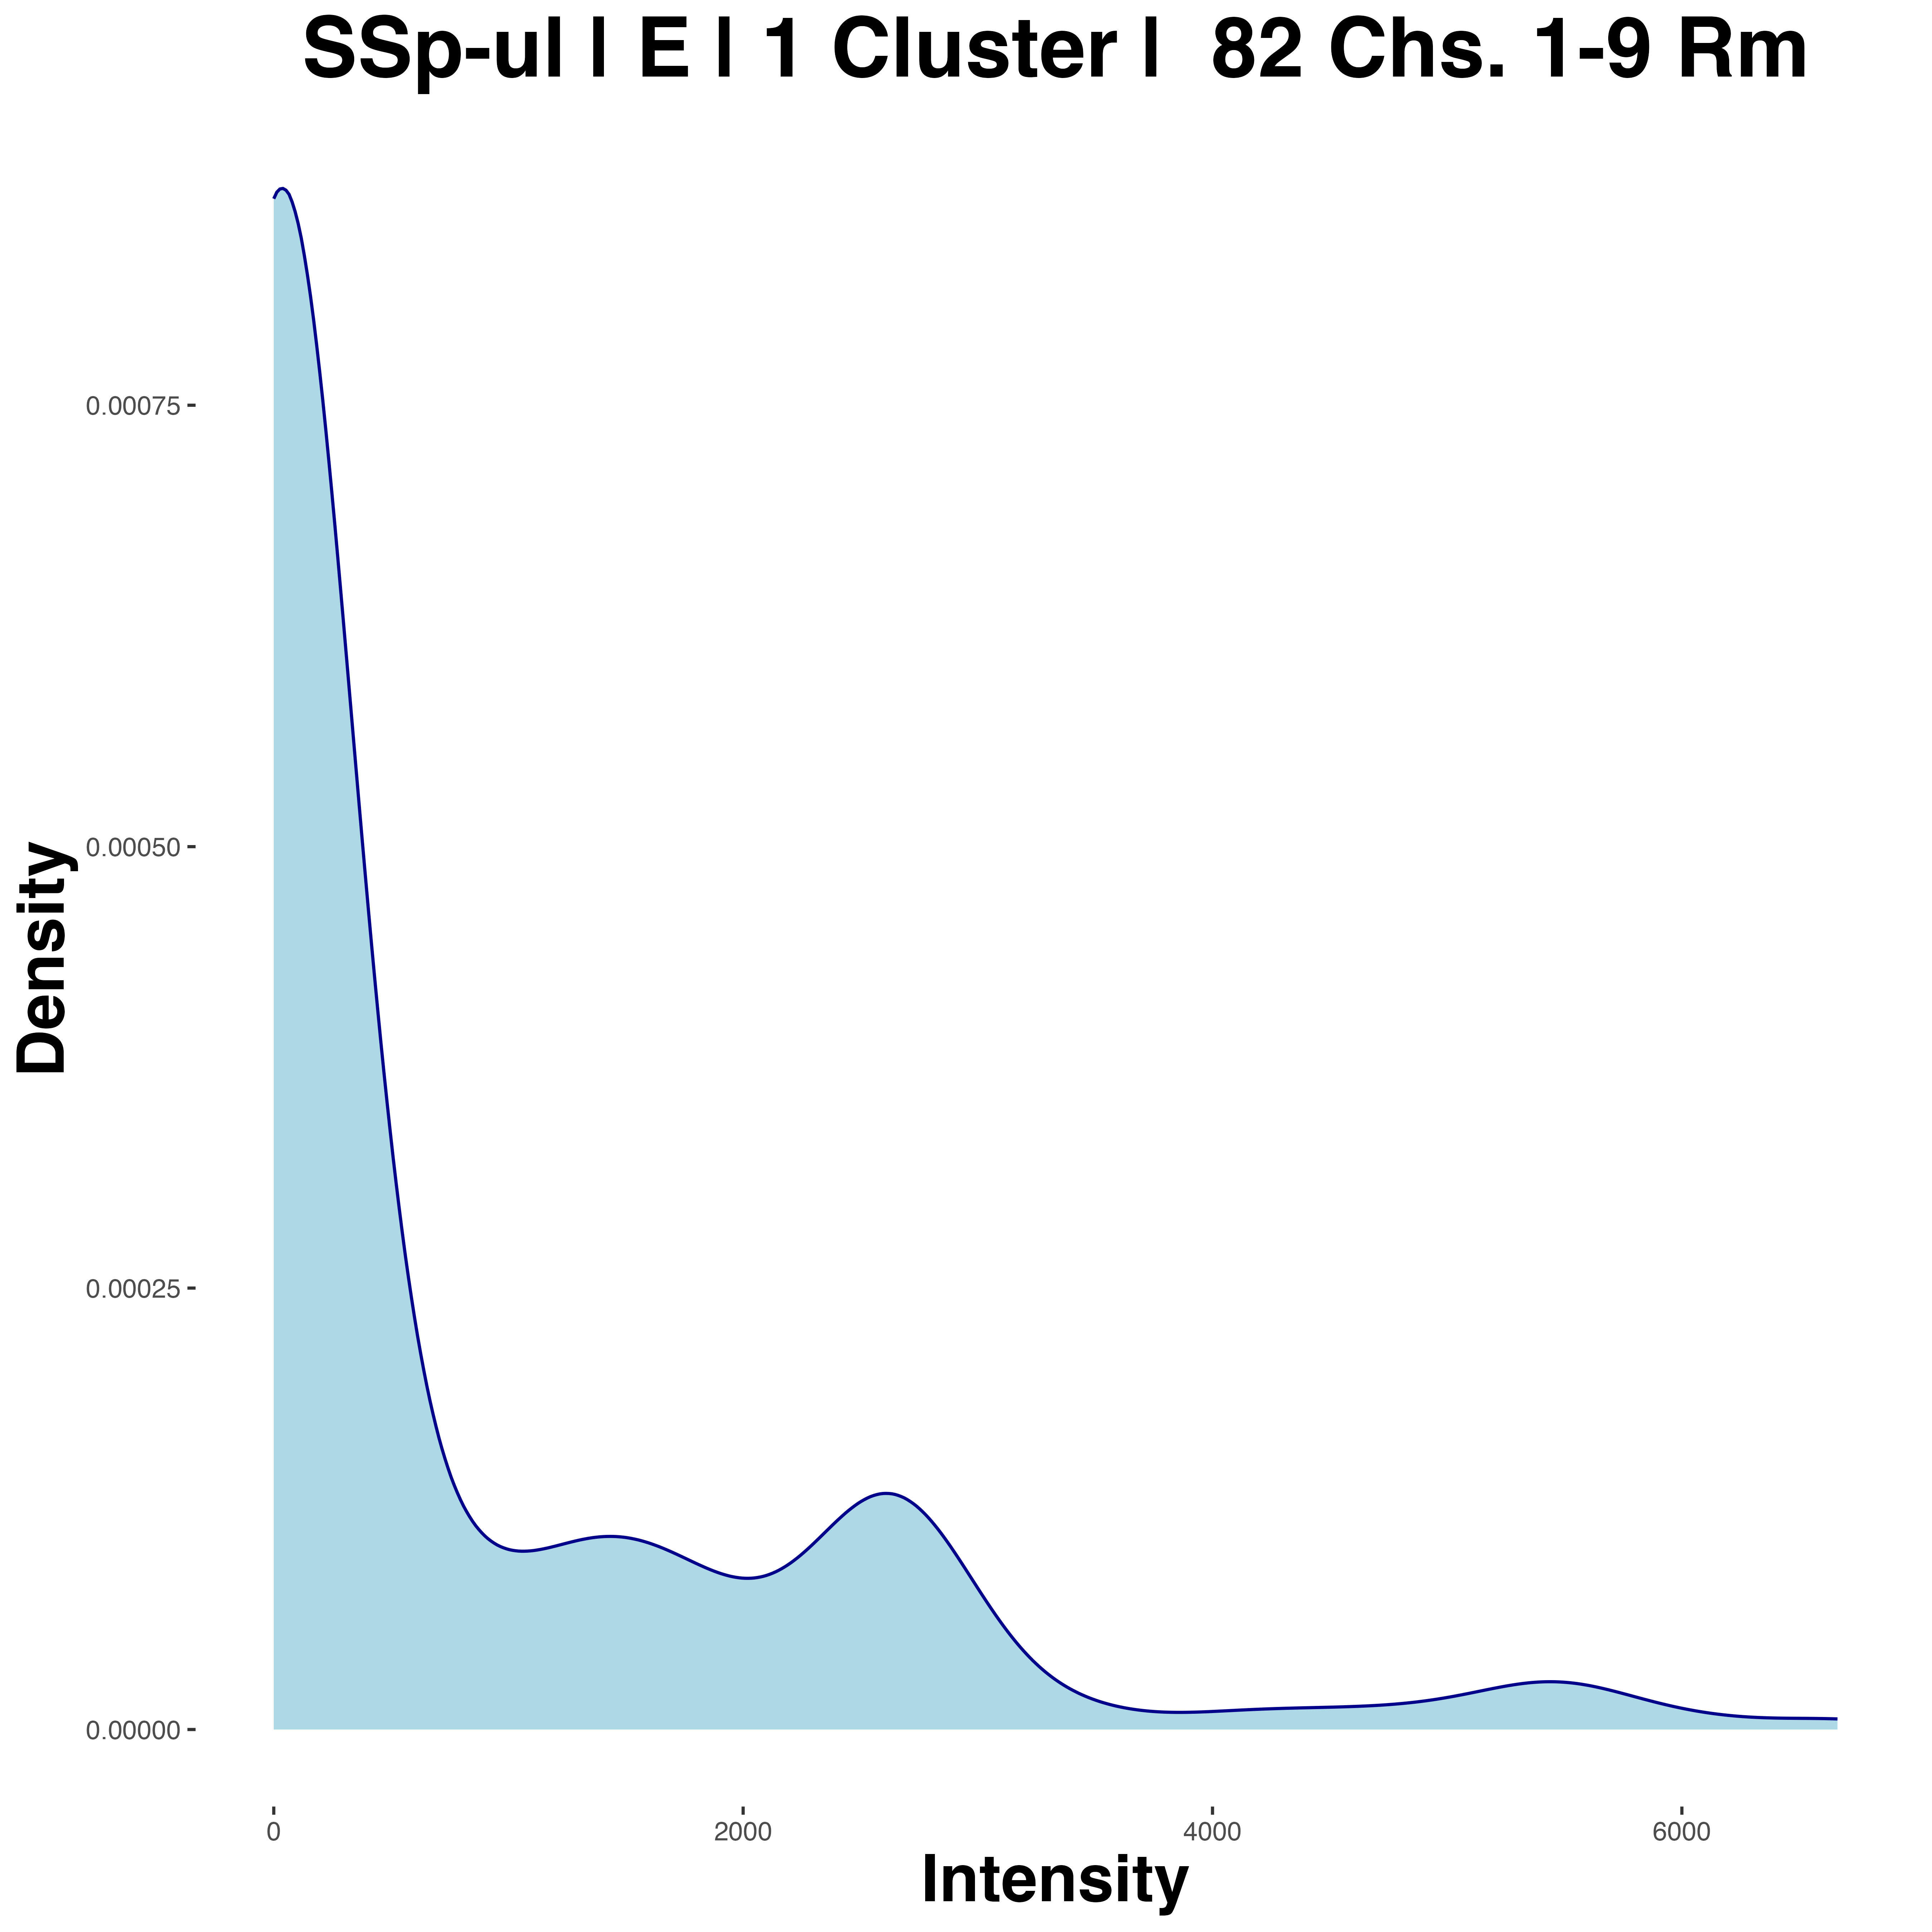 SSp-ul | E | 1 Cluster |  82 Chs. 1-9 Rm
Density
0.00075
0.00050
0.00025
0.00000
0 2000 4000 6000
Intensity